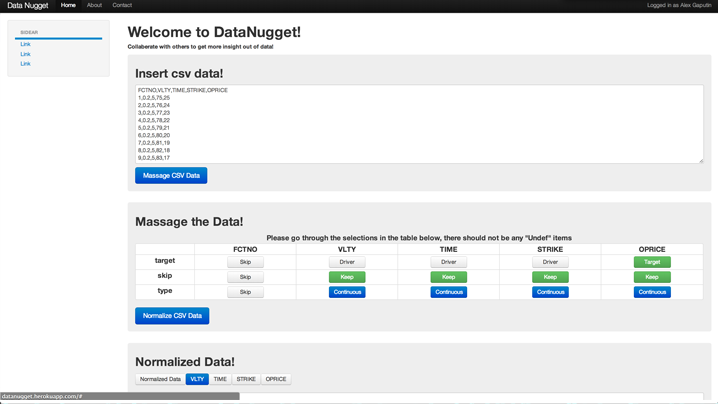 Data Nugget Home About Contact Logged in as Alex Gaputin
SIDEAR
Link
Link
Link
Welcome to DataNugget!
Collaberate with others to get more insight out of data!
Insert csv data!
FCTNO,VLTY,TIME,STRIKE,OPRICE
1,0.2,5,75,25
2,0.2,5,76,24
3,0.2,5,77,23
4,0.2,5,78,22
5,0.2,5,79,21
6,0.2,5,80,20
7,0.2,5,81,19
8,0.2,5,82,18
9,0.2,5,83,17
Massage CSV Data
Massage the Data!
Please go through the selections in the table below, there should not be any "Undef" items
FCTNO VLTY TIME STRIKE OPRICE
target Skip Driver Driver Driver Target
skip Skip Keep Keep Keep Keep
type Skip Continuous Continuous Continuous Continuous
Normalize CSV Data
Normalized Data!
Normalzed Data VLTY TIME STRIKE OPRICE
datanugget.herokuapp.com/#